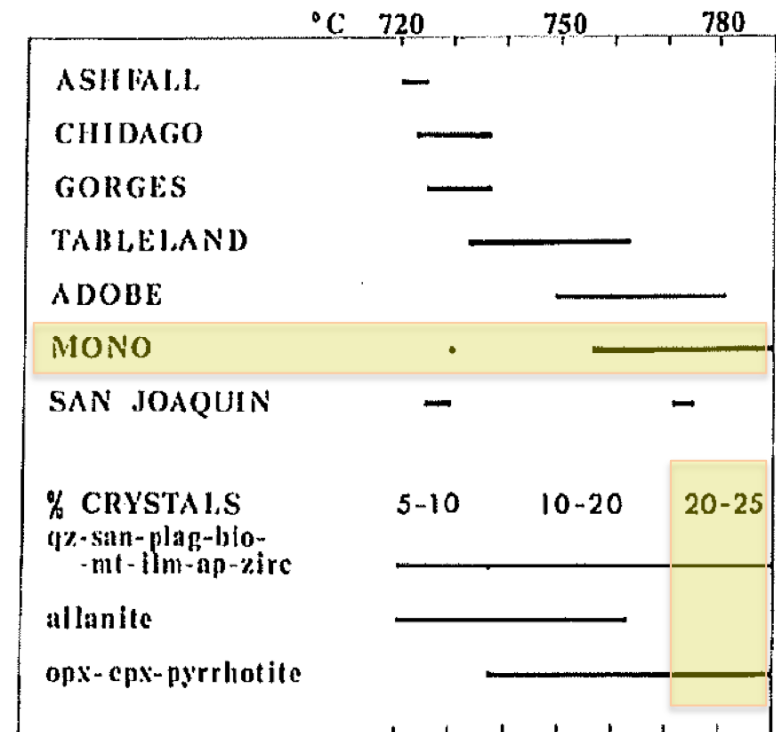 °C 720 750 780
ASHFALL
CHIDAGO
GORGES
TABLELAND
ADOBE
MONO
SAN JOAQUIN
% CRYSTALS 5-10 10-20 20-25
qz-san-plag-bio-
-mt-ilm-ap-zirc
allanite
opx-cpx-pyrrhotite